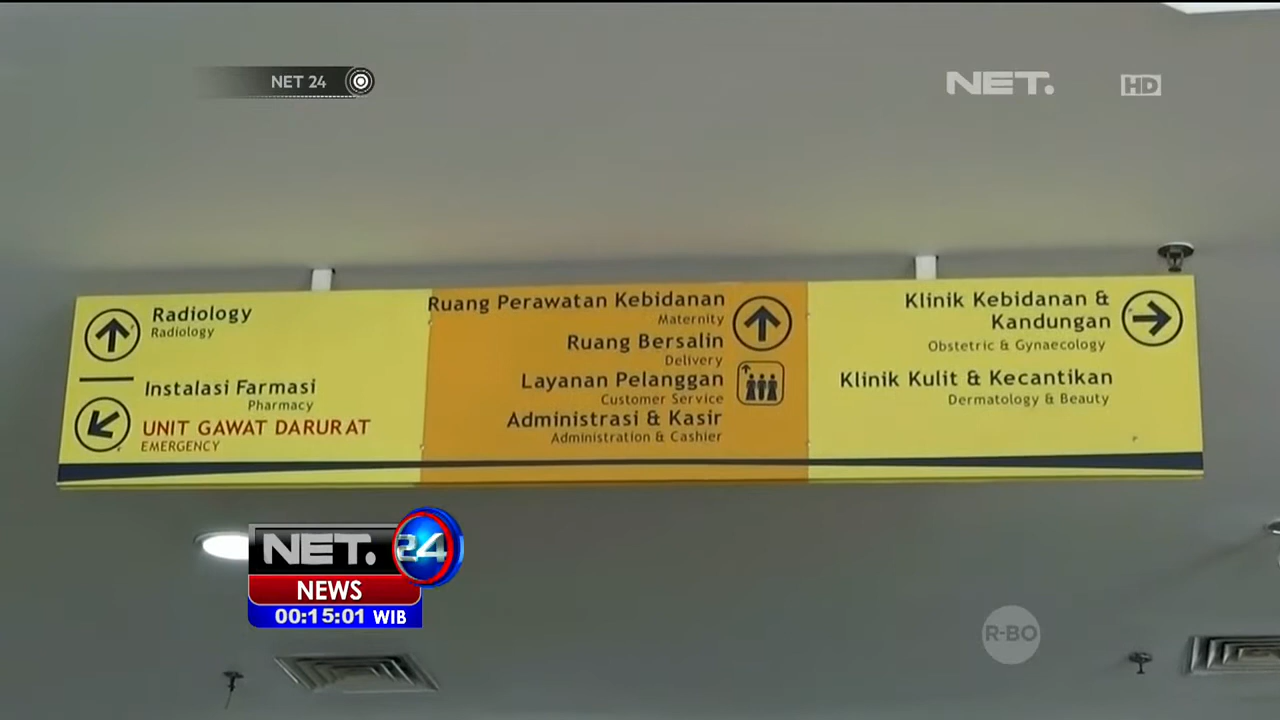 NET 24
NET.
HD
Radiology
Radiology
Instalasi Farmasi
Pharmacy
UNIT GAWAT DARURAT
EMERGENCY
Ruang Perawatan Kebidanan
Maternity
Ruang Bersalin
Delivery
Layanan Pelanggan
Customer Service
Administrasi & Kasir
Administration & Cashier
Klinik Kebidanan &
Kandungan
Obstetric & Gynaecology
Klinik Kulit & Kecantikan
Dermatology & Beauty
NET. 24
NEWS
00:15:01 WIB
R-BO